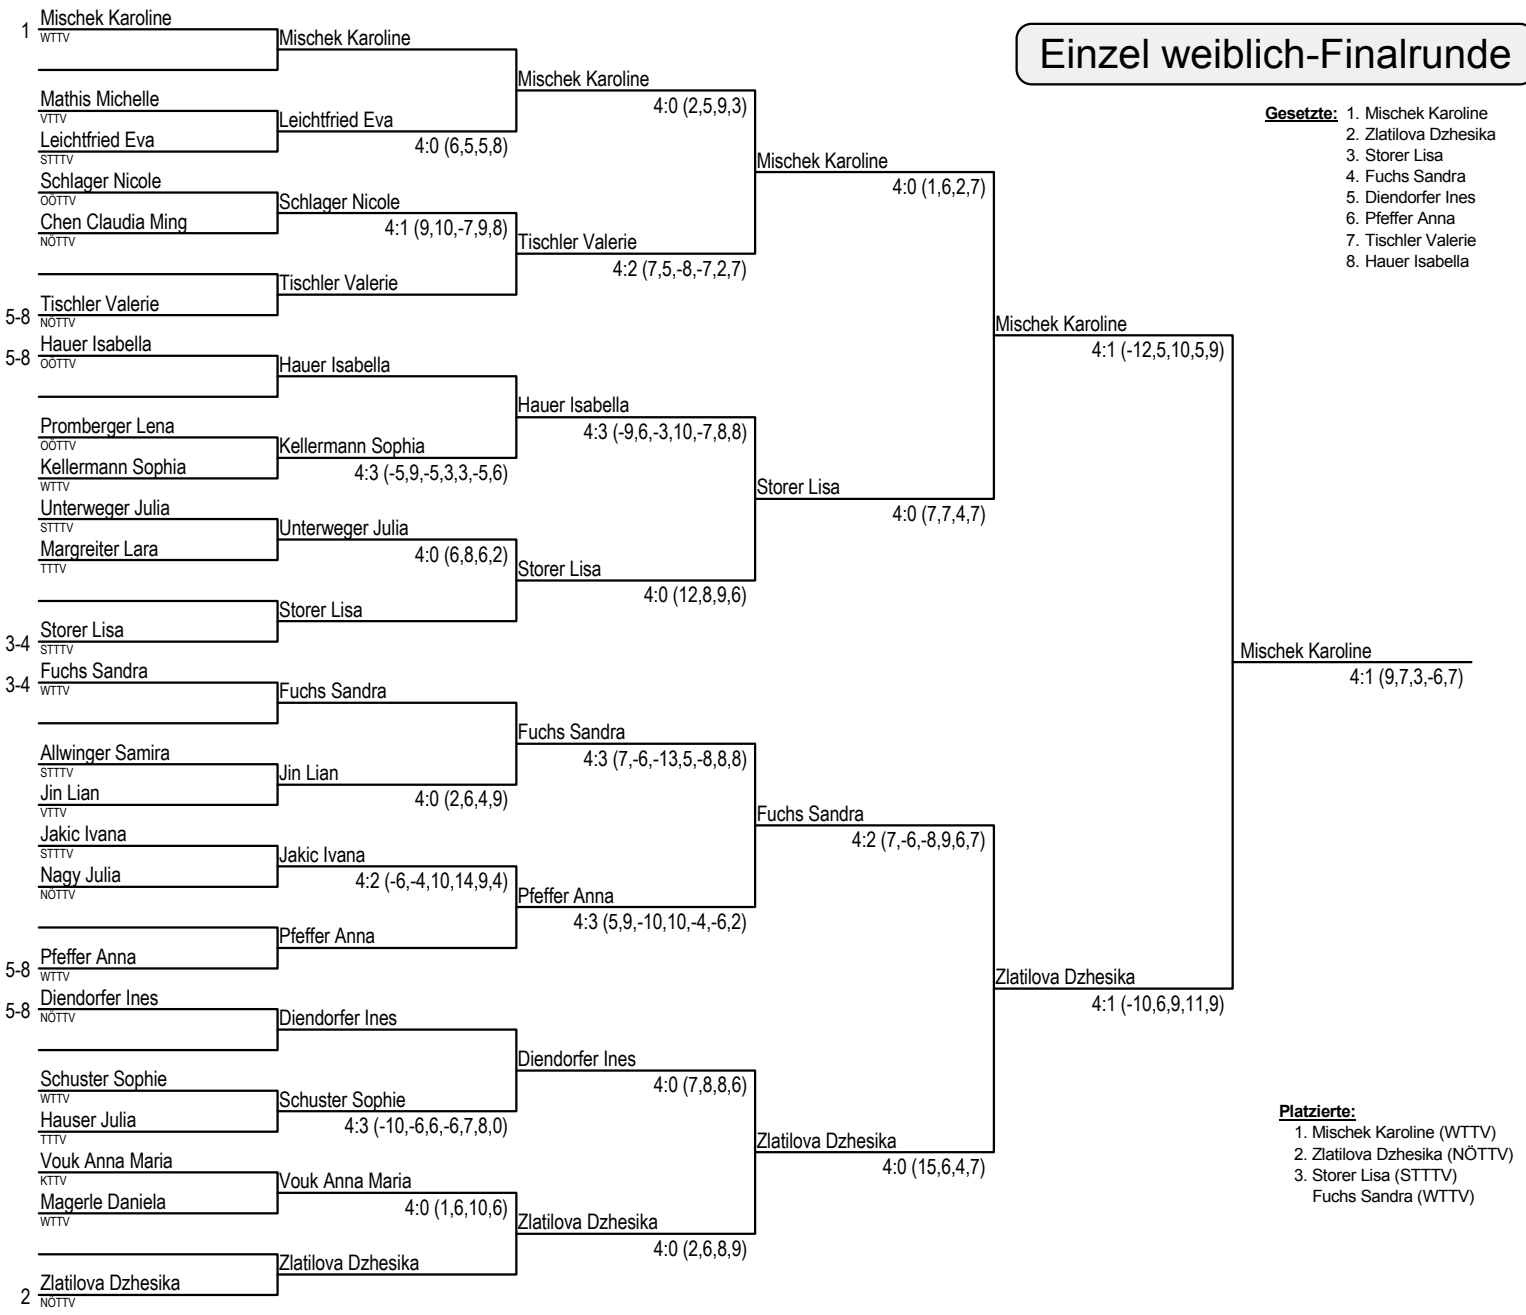 Einzel weiblich-Finalrunde
Gesetzte: 1. Mischek Karoline
2. Zlatilova Dzhesika
3. Storer Lisa
4. Fuchs Sandra
5. Diendorfer Ines
6. Pfeffer Anna
7. Tischler Valerie
8. Hauer Isabella
1 Mischek Karoline
WTTV
Mathis Michelle
VTTV
Leichtfried Eva
STTTV
Schlager Nicole
OÖTTV
Chen Claudia Ming
NÖTTV
5-8 Tischler Valerie
NÖTTV
5-8 Hauer Isabella
OÖTTV
Promberger Lena
OÖTTV
Kellermann Sophia
WTTV
Unterweger Julia
STTTV
Margreiter Lara
TTTV
3-4 Storer Lisa
STTTV
3-4 Fuchs Sandra
WTTV
Allwinger Samira
STTTV
Jin Lian
VTTV
Jakic Ivana
STTTV
Nagy Julia
NÖTTV
5-8 Pfeffer Anna
WTTV
5-8 Diendorfer Ines
NÖTTV
Schuster Sophie
WTTV
Hauser Julia
TTTV
Vouk Anna Maria
KTTV
Magerle Daniela
WTTV
2 Zlatilova Dzhesika
NÖTTV
Mischek Karoline
Leichtfried Eva
4:0 (6,5,5,8)
Schlager Nicole
4:1 (9,10,-7,9,8)
Tischler Valerie
Hauer Isabella
Kellermann Sophia
4:3 (-5,9,-5,3,3,-5,6)
Unterweger Julia
4:0 (6,8,6,2)
Storer Lisa
Fuchs Sandra
Jin Lian
4:0 (2,6,4,9)
Jakic Ivana
4:2 (-6,-4,10,14,9,4)
Pfeffer Anna
Diendorfer Ines
Schuster Sophie
4:3 (-10,-6,6,-6,7,8,0)
Vouk Anna Maria
4:0 (1,6,10,6)
Zlatilova Dzhesika
Mischek Karoline
4:0 (2,5,9,3)
Tischler Valerie
4:2 (7,5,-8,-7,2,7)
Hauer Isabella
4:3 (-9,6,-3,10,-7,8,8)
Storer Lisa
4:0 (12,8,9,6)
Fuchs Sandra
4:3 (7,-6,-13,5,-8,8,8)
Pfeffer Anna
4:3 (5,9,-10,10,-4,-6,2)
Diendorfer Ines
4:0 (7,8,8,6)
Zlatilova Dzhesika
4:0 (2,6,8,9)
Mischek Karoline
4:0 (1,6,2,7)
Storer Lisa
4:0 (7,7,4,7)
Fuchs Sandra
4:2 (7,-6,-8,9,6,7)
Zlatilova Dzhesika
4:0 (15,6,4,7)
Mischek Karoline
4:1 (-12,5,10,5,9)
Zlatilova Dzhesika
4:1 (-10,6,9,11,9)
Mischek Karoline
4:1 (9,7,3,-6,7)
Platzierte:
1. Mischek Karoline (WTTV)
2. Zlatilova Dzhesika (NÖTTV)
3. Storer Lisa (STTTV)
Fuchs Sandra (WTTV)